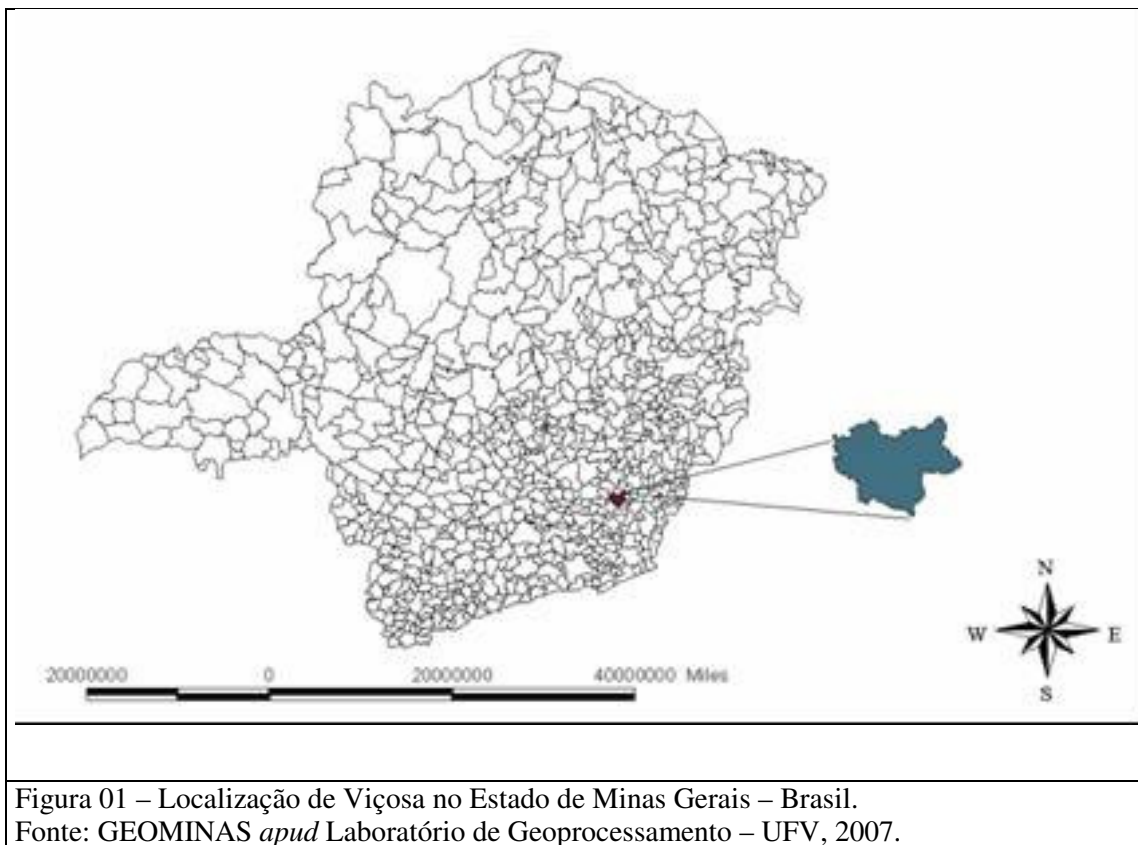 N
W E
S
20000000 0 20000000 40000000 Miles
Figura 01 – Localização de Viçosa no Estado de Minas Gerais – Brasil.
Fonte: GEOMINAS apud Laboratório de Geoprocessamento – UFV, 2007.